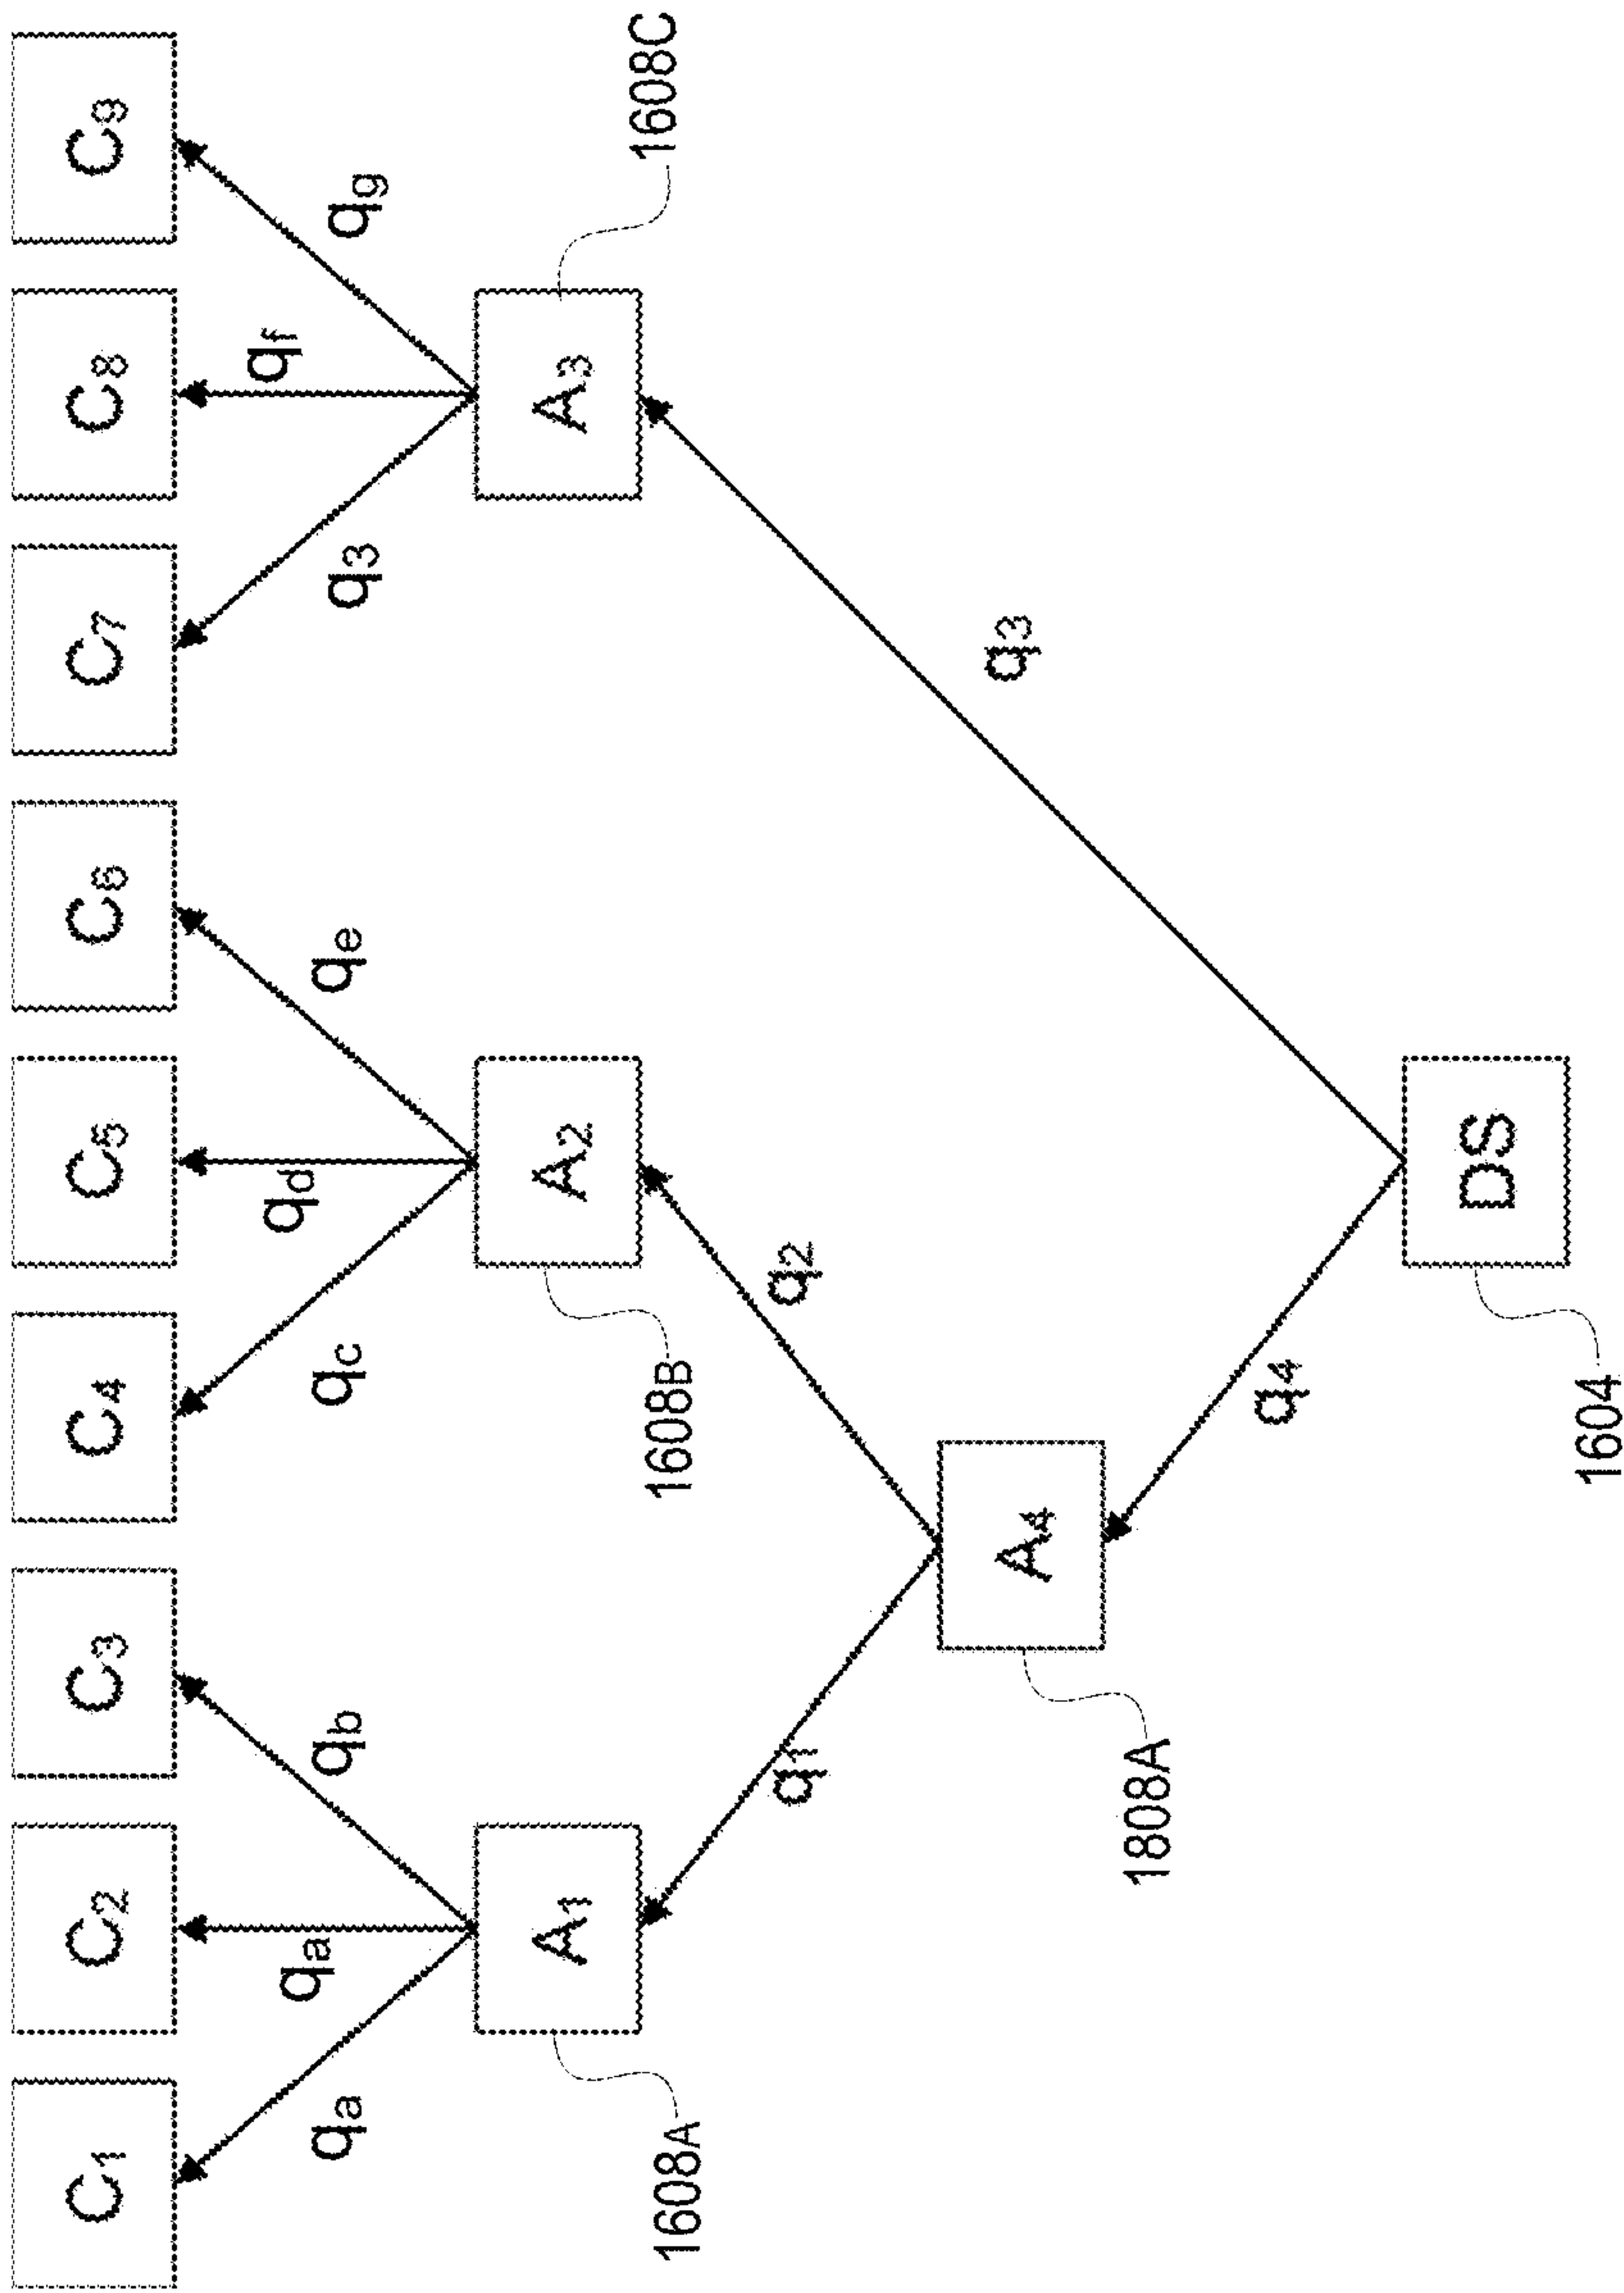 C1 C2 C3 C4 C5 C6 C7 C8 C9
qa qa qb qc qd qe q3 qf qg
A1 A2 A3
1608A 1608B 1608C
q1 q2 q3
A4
1808A
q4
DS
1604